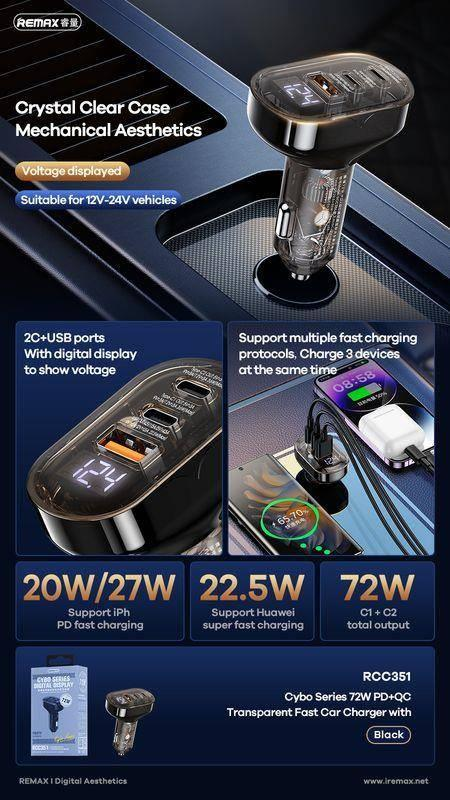 REMAX 睿量
Crystal Clear Case
Mechanical Aesthetics
Voltage displayed
Suitable for 12V-24V vehicles
12.4
2C+USB ports
With digital display
to show voltage
12.4
Support multiple fast charging
protocols, Charge 3 devices
at the same time
08:58
65.70%
20W/27W
Support iPh
PD fast charging
22.5W
Support Huawei
super fast charging
72W
C1 + C2
total output
REMAX
CYBO SERIES
DIGITAL DISPLAY
72W
RCC351
RCC351
Cybo Series 72W PD+QC
Transparent Fast Car Charger with
Black
REMAX I Digital Aesthetics
www.iremax.net